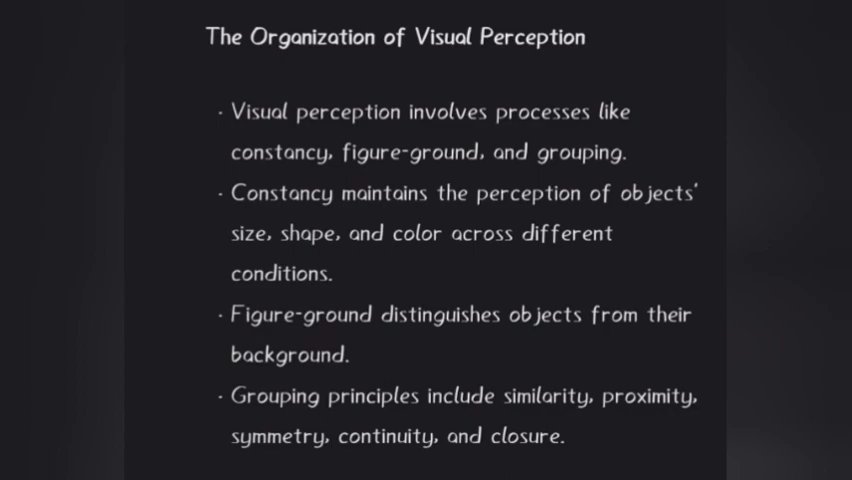 The Organization of Visual Perception
· Visual perception involves processes like
constancy, figure-ground, and grouping.
· Constancy maintains the perception of objects'
size, shape, and color across different
conditions.
· Figure-ground distinguishes objects from their
background.
· Grouping principles include similarity, proximity,
symmetry, continuity, and closure.